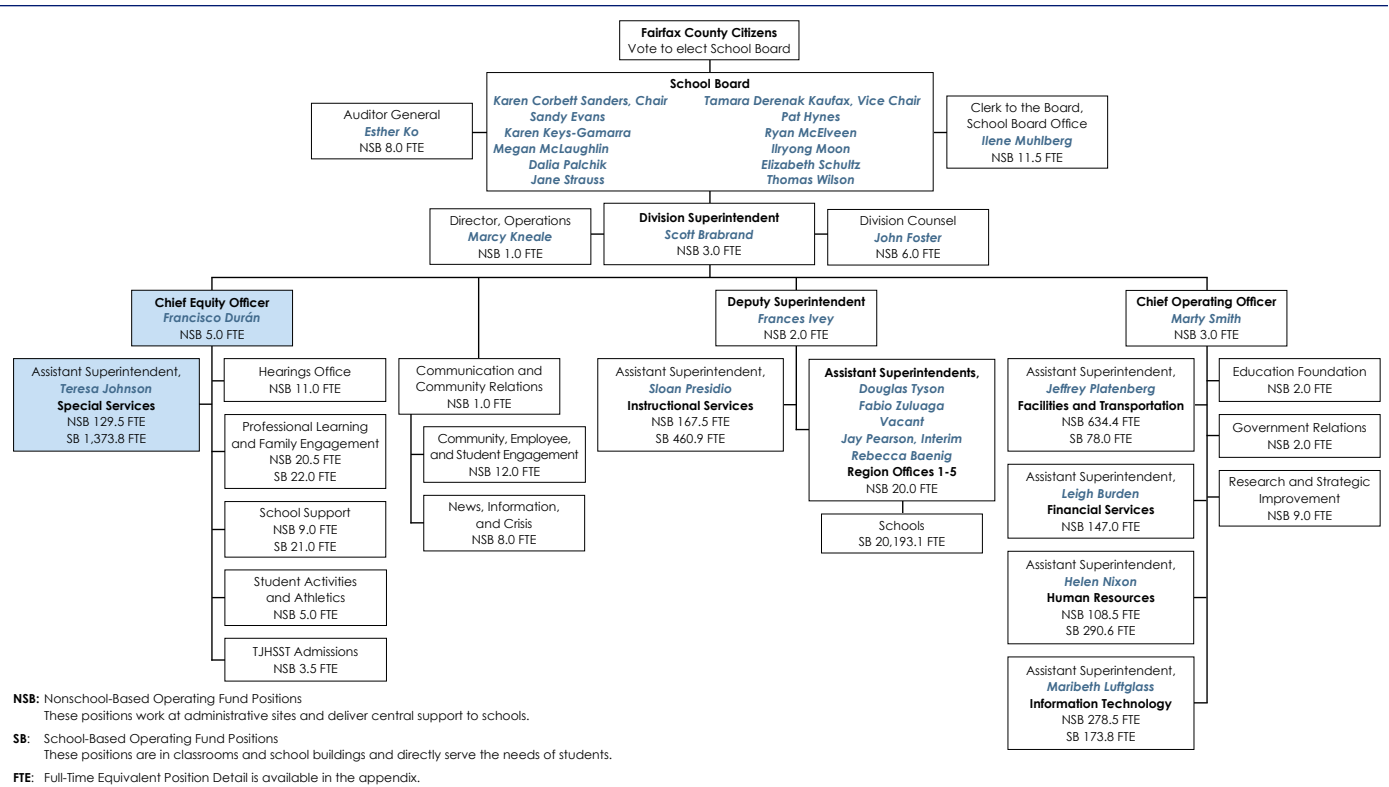 Fairfax County Citizens
Vote to elect School Board
School Board
Karen Corbett Sanders, Chair
Tamara Derenak Kaufax, Vice Chair
Sandy Evans
Pat Hynes
Karen Keys-Gamarra
Ryan McElveen
Megan McLaughlin
Ilryong Moon
Dalia Palchik
Elizabeth Schultz
Jane Strauss
Thomas Wilson
Auditor General
Esther Ko
NSB 8.0 FTE
Clerk to the Board,
School Board Office
Ilene Muhlberg
NSB 11.5 FTE
Director, Operations
Marcy Kneale
NSB 1.0 FTE
Division Superintendent
Scott Brabrand
NSB 3.0 FTE
Division Counsel
John Foster
NSB 6.0 FTE
Chief Equity Officer
Francisco Durán
NSB 5.0 FTE
Deputy Superintendent
Frances Ivey
NSB 2.0 FTE
Chief Operating Officer
Marty Smith
NSB 3.0 FTE
Assistant Superintendent,
Teresa Johnson
Special Services
NSB 129.5 FTE
SB 1,373.8 FTE
Hearings Office
NSB 11.0 FTE
Professional Learning
and Family Engagement
NSB 20.5 FTE
SB 22.0 FTE
School Support
NSB 9.0 FTE
SB 21.0 FTE
Student Activities
and Athletics
NSB 5.0 FTE
TJHSST Admissions
NSB 3.5 FTE
Communication and
Community Relations
NSB 1.0 FTE
Community, Employee,
and Student Engagement
NSB 12.0 FTE
News, Information,
and Crisis
NSB 8.0 FTE
Assistant Superintendent,
Sloan Presidio
Instructional Services
NSB 167.5 FTE
SB 460.9 FTE
Assistant Superintendents,
Douglas Tyson
Fabio Zuluaga
Vacant
Jay Pearson, Interim
Rebecca Baenig
Region Offices 1-5
NSB 20.0 FTE
Schools
SB 20,193.1 FTE
Assistant Superintendent,
Jeffrey Platenberg
Facilities and Transportation
NSB 634.4 FTE
SB 78.0 FTE
Assistant Superintendent,
Leigh Burden
Financial Services
NSB 147.0 FTE
Assistant Superintendent,
Helen Nixon
Human Resources
NSB 108.5 FTE
SB 290.6 FTE
Assistant Superintendent,
Maribeth Luftglass
Information Technology
NSB 278.5 FTE
SB 173.8 FTE
Education Foundation
NSB 2.0 FTE
Government Relations
NSB 2.0 FTE
Research and Strategic
Improvement
NSB 9.0 FTE
NSB: Nonschool-Based Operating Fund Positions
These positions work at administrative sites and deliver central support to schools.
SB: School-Based Operating Fund Positions
These positions are in classrooms and school buildings and directly serve the needs of students.
FTE: Full-Time Equivalent Position Detail is available in the appendix.